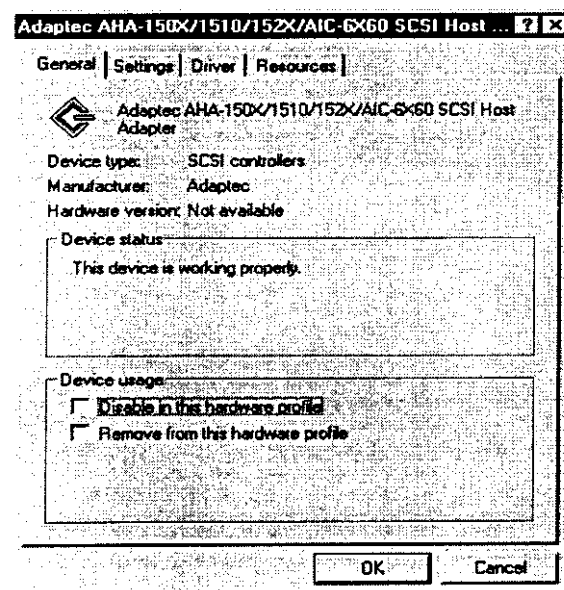 Adaptec AHA-150X/1510/152X/AIC-6X60 SCSI Host ...
General Settings Driver Resources
Adaptec AHA-150X/1510/152X/AIC-6X60 SCSI Host
Adapter
Device type: SCSI controllers
Manufacturer: Adaptec
Hardware version: Not available
Device status
This device is working properly.
Device usage
Disable in this hardware profile
Remove from this hardware profile
OK Cancel